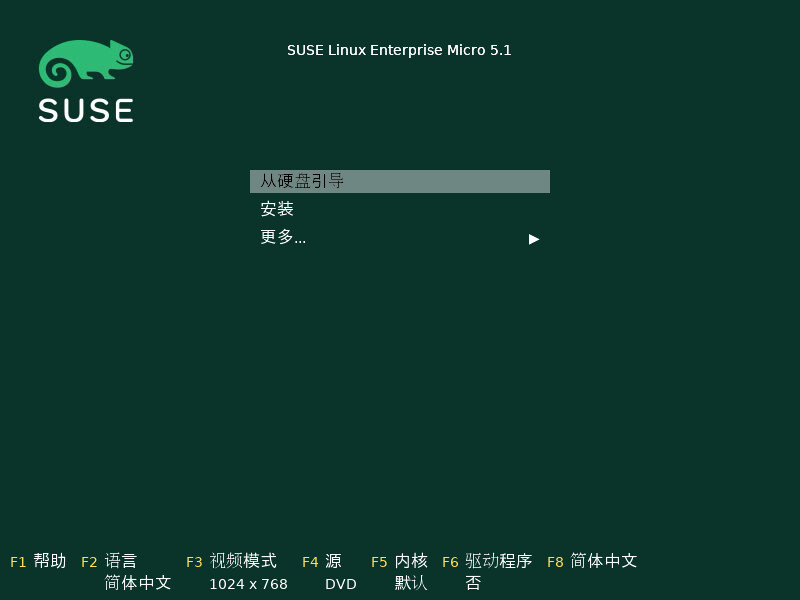 SUSE Linux Enterprise Micro 5.1
SUSE
从硬盘引导
安装
更多...
F1 帮助 F2 语言 F3 视频模式 F4 源 F5 内核 F6 驱动程序 F8 简体中文
简体中文 1024 x 768 DVD 默认 否